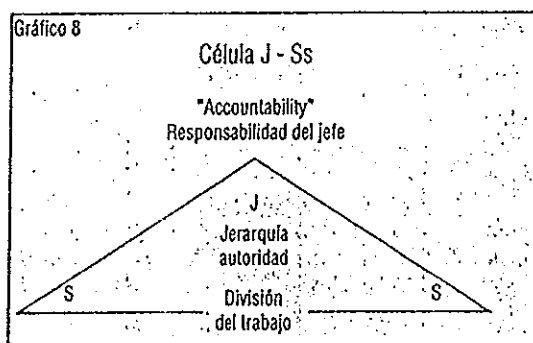 Gráfico 8
Célula J - Ss
"Accountability"
Responsabilidad del jefe
J
Jerarquía
autoridad
S
S
División
del trabajo